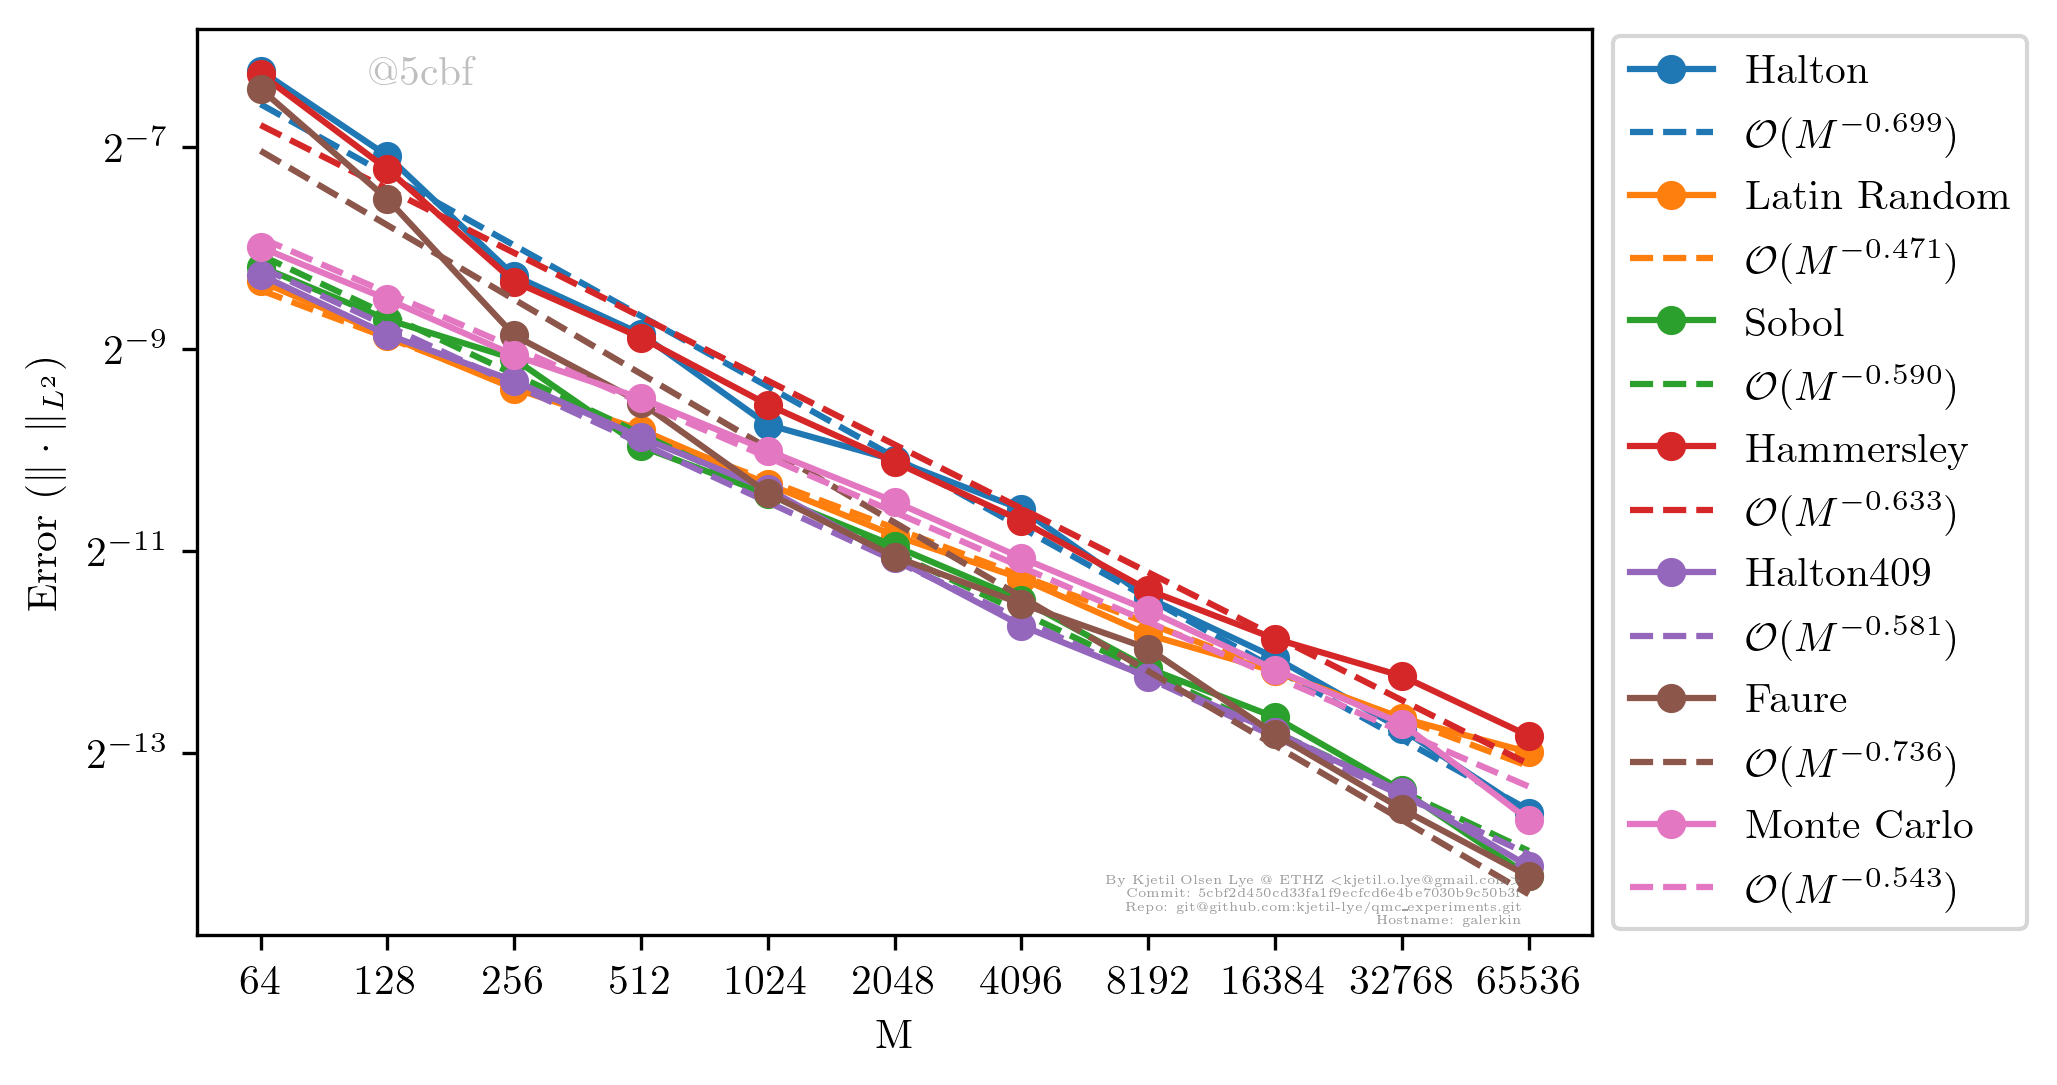 @5cbf
2^{-7}
2^{-9}
2^{-11}
2^{-13}
Error (‖ · ‖_{L^2})
64 128 256 512 1024 2048 4096 8192 16384 32768 65536
M
By Kjetil Olsen Lye @ ETHZ <kjetil.o.lye@gmail.com>
Commit: 5cbf2d450cd33fa1f9ecfcd6e4be7030b9c50b3f
Repo: git@github.com:kjetil-lye/qmc_experiments.git
Hostname: galerkin
Halton
𝒪(M^{-0.699})
Latin Random
𝒪(M^{-0.471})
Sobol
𝒪(M^{-0.590})
Hammersley
𝒪(M^{-0.633})
Halton409
𝒪(M^{-0.581})
Faure
𝒪(M^{-0.736})
Monte Carlo
𝒪(M^{-0.543})